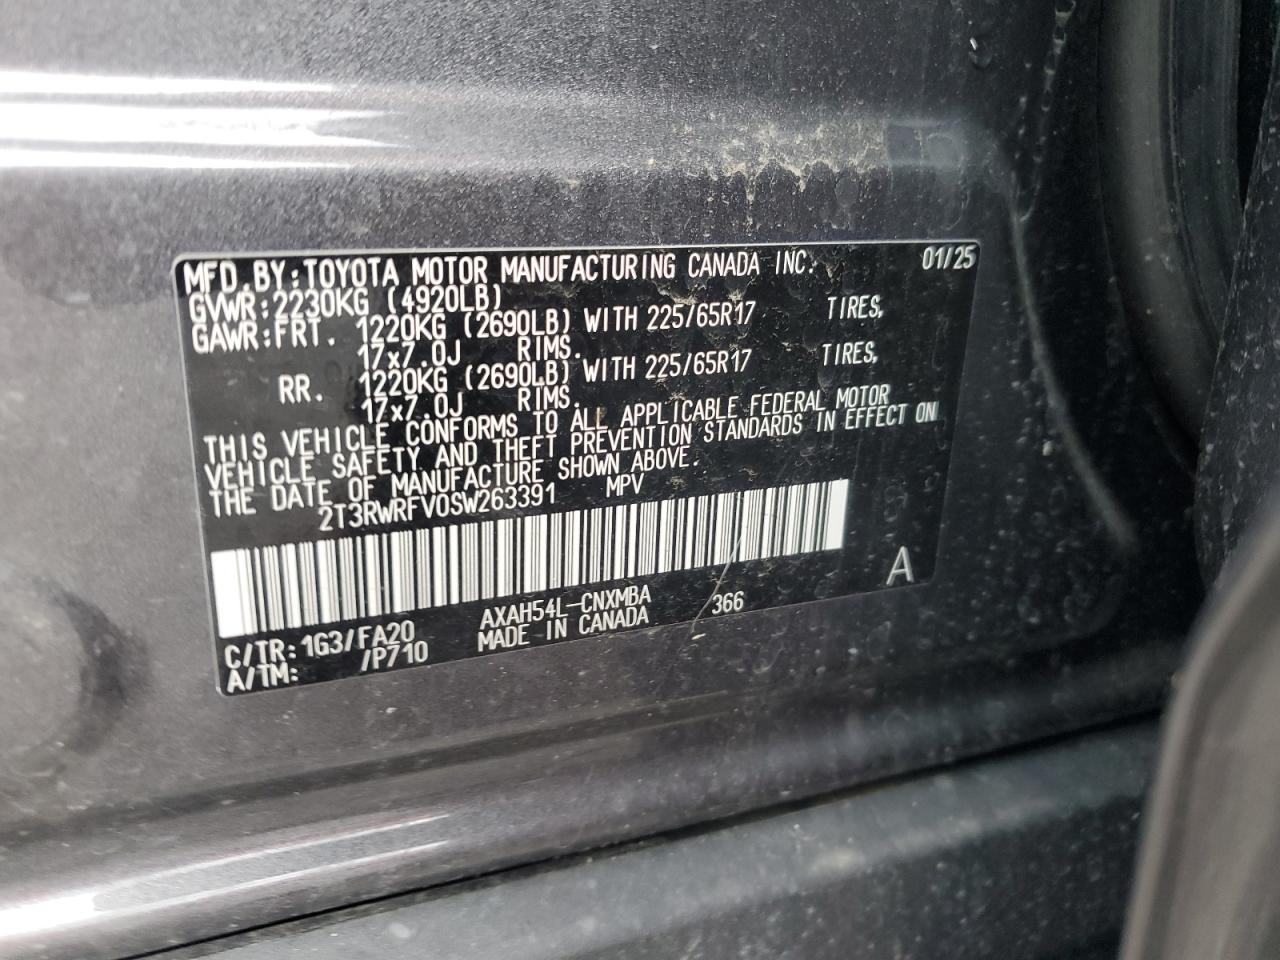 MFD.BY:TOYOTA MOTOR MANUFACTURING CANADA INC. 01/25
GVWR:2230KG (4920LB)
GAWR:FRT. 1220KG (2690LB) WITH 225/65R17 TIRES,
17x7.0J RIMS.
RR. 1220KG (2690LB) WITH 225/65R17 TIRES,
17x7.0J RIMS.
THIS VEHICLE CONFORMS TO ALL APPLICABLE FEDERAL MOTOR
VEHICLE SAFETY AND THEFT PREVENTION STANDARDS IN EFFECT ON
THE DATE OF MANUFACTURE SHOWN ABOVE.
2T3RWRFV0SW263391 MPV
A
C/TR:1G3/FA20 AXAH54L-CNXMBA 366
A/TM: /P710 MADE IN CANADA